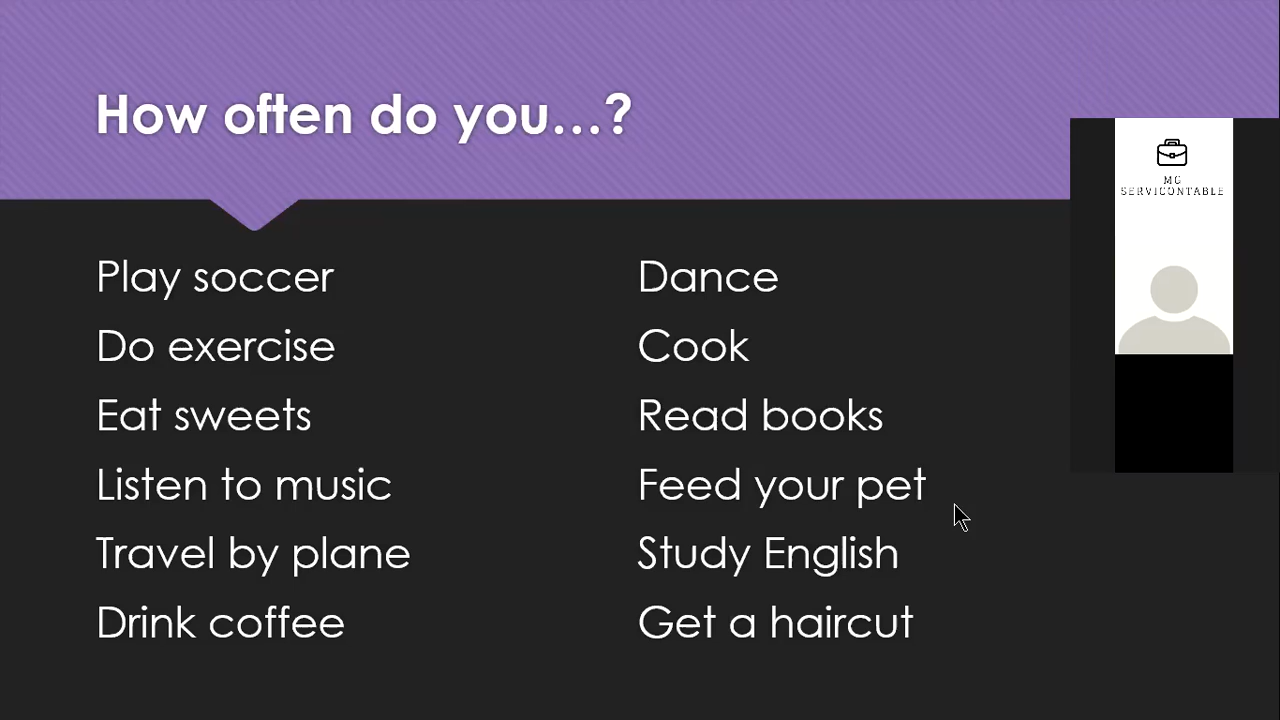 How often do you...?
Play soccer
Do exercise
Eat sweets
Listen to music
Travel by plane
Drink coffee
Dance
Cook
Read books
Feed your pet
Study English
Get a haircut
MG
SERVICONTABLE